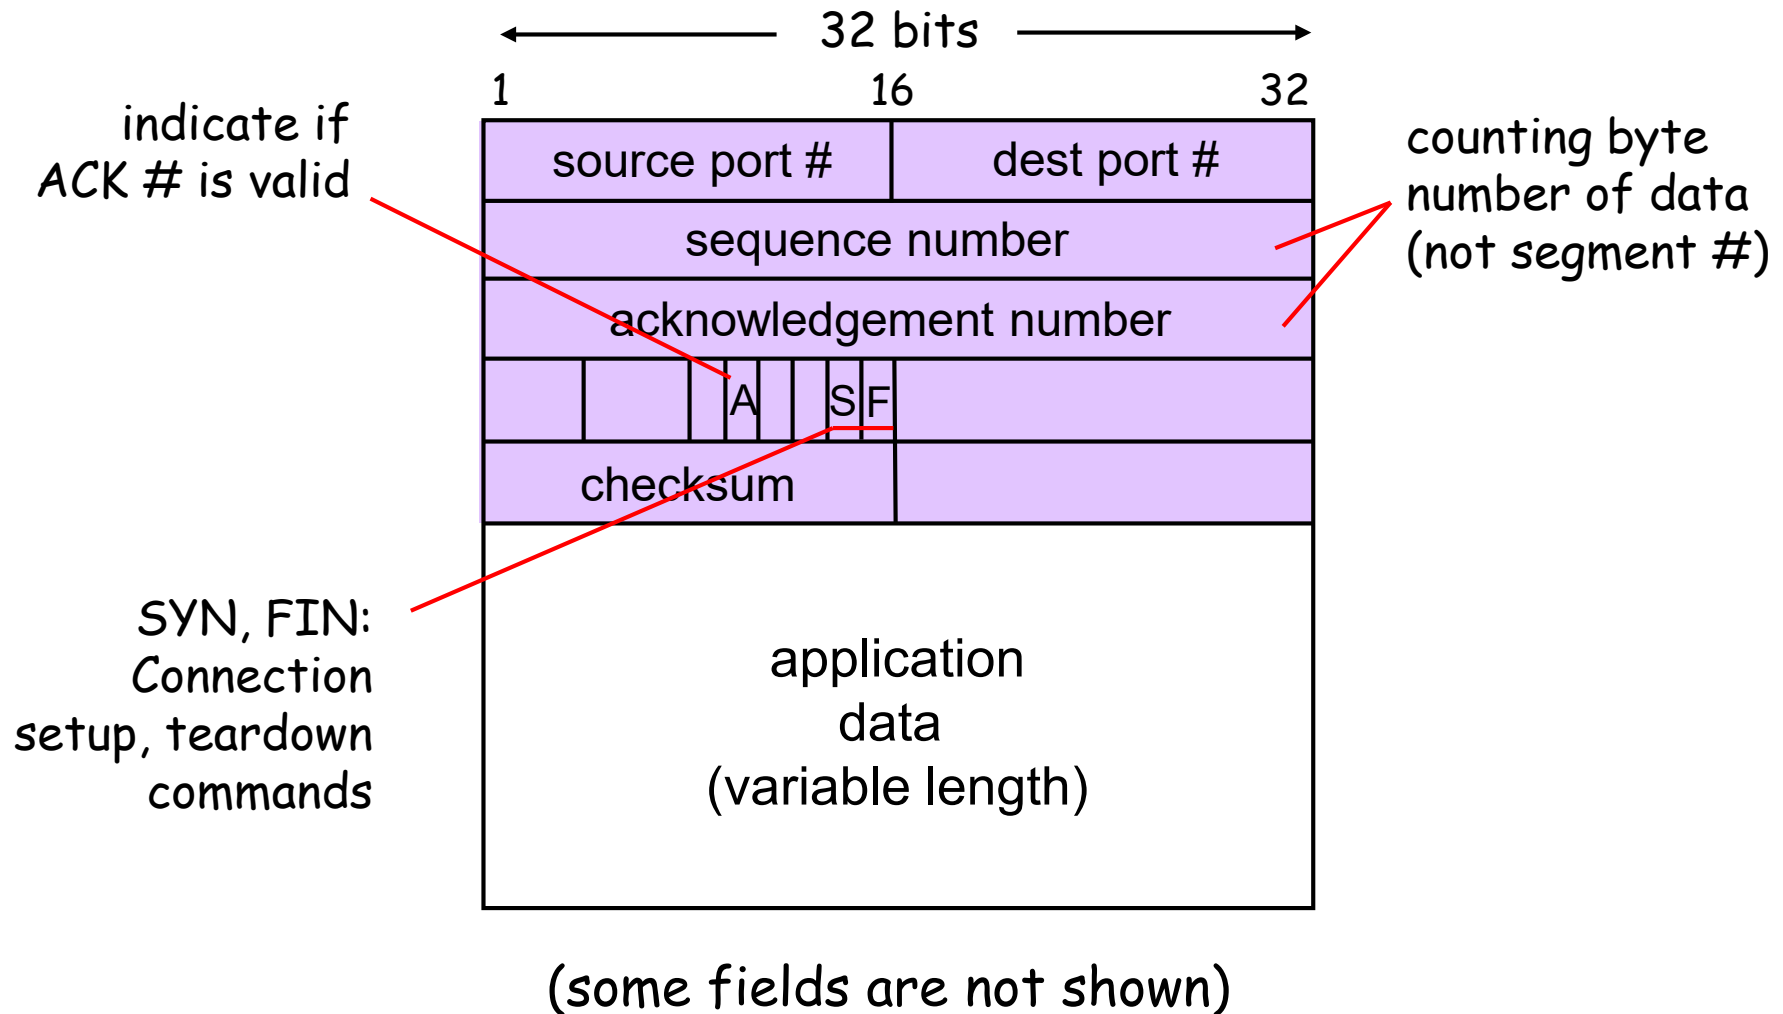 32 bits
1 16 32
indicate if
ACK # is valid
source port # dest port #
counting byte
number of data
(not segment #)
sequence number
acknowledgement number
A S F
checksum
SYN, FIN:
Connection
setup, teardown
commands
application
data
(variable length)
(some fields are not shown)